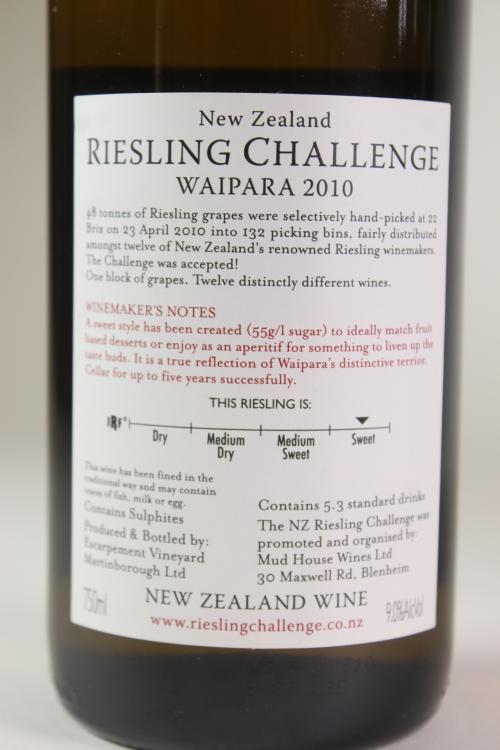 New Zealand
RIESLING CHALLENGE
WAIPARA 2010
48 tonnes of Riesling grapes were selectively hand-picked at 22
Brix on 23 April 2010 into 132 picking bins, fairly distributed
amongst twelve of New Zealand's renowned Riesling winemakers.
The Challenge was accepted!
One block of grapes. Twelve distinctly different wines.
WINEMAKER'S NOTES
A sweet style has been created (55g/l sugar) to ideally match fruit
based desserts or enjoy as an aperitif for something to liven up the
taste buds. It is a true reflection of Waipara's distinctive terrior.
Cellar for up to five years successfully.
THIS RIESLING IS:
IRF
Dry
Medium
Dry
Medium
Sweet
Sweet
This wine has been fined in the
traditional way and may contain
traces of fish, milk or egg.
Contains Sulphites
Produced & Bottled by:
Escarpement Vineyard
Martinborough Ltd
Contains 5.3 standard drinks
The NZ Riesling Challenge was
promoted and organised by:
Mud House Wines Ltd
30 Maxwell Rd, Blenheim
750ml
NEW ZEALAND WINE
9.0%Alc/Vol
www.rieslingchallenge.co.nz